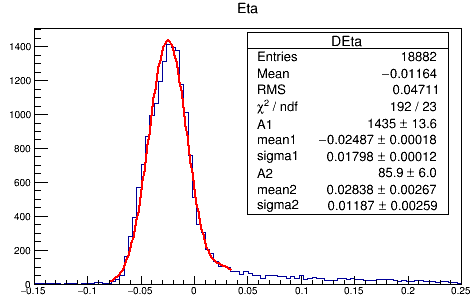 Eta
DEta
Entries 18882
Mean −0.01164
RMS 0.04711
χ² / ndf 192 / 23
A1 1435 ± 13.6
mean1 −0.02487 ± 0.00018
sigma1 0.01798 ± 0.00012
A2 85.9 ± 6.0
mean2 0.02838 ± 0.00267
sigma2 0.01187 ± 0.00259
1400
1200
1000
800
600
400
200
0
−0.15 −0.1 −0.05 0 0.05 0.1 0.15 0.2 0.25